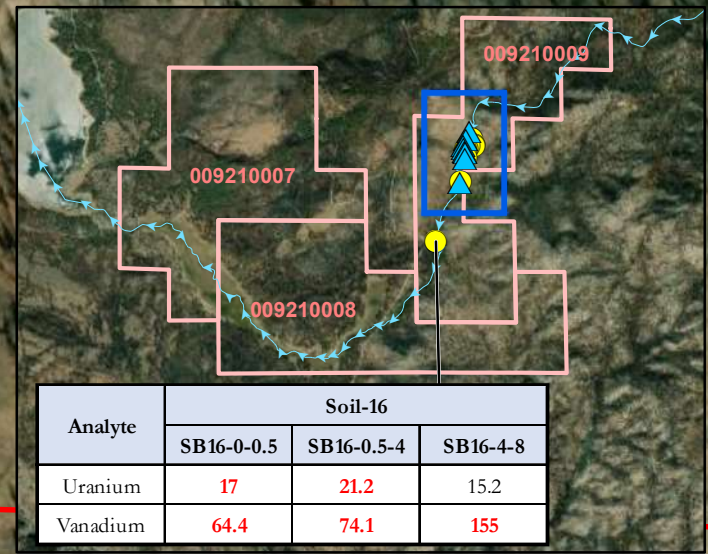 009210009
009210007
009210008
Analyte Soil-16
SB16-0-0.5 SB16-0.5-4 SB16-4-8
Uranium 17 21.2 15.2
Vanadium 64.4 74.1 155